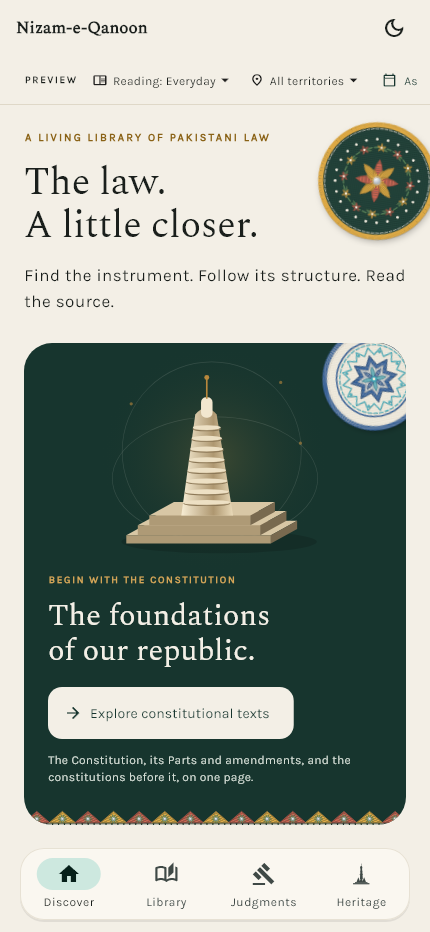 Nizam-e-Qanoon
PREVIEW Reading: Everyday All territories As
A LIVING LIBRARY OF PAKISTANI LAW
The law.
A little closer.
Find the instrument. Follow its structure. Read
the source.
BEGIN WITH THE CONSTITUTION
The foundations
of our republic.
Explore constitutional texts
The Constitution, its Parts and amendments, and the
constitutions before it, on one page.
Discover Library Judgments Heritage